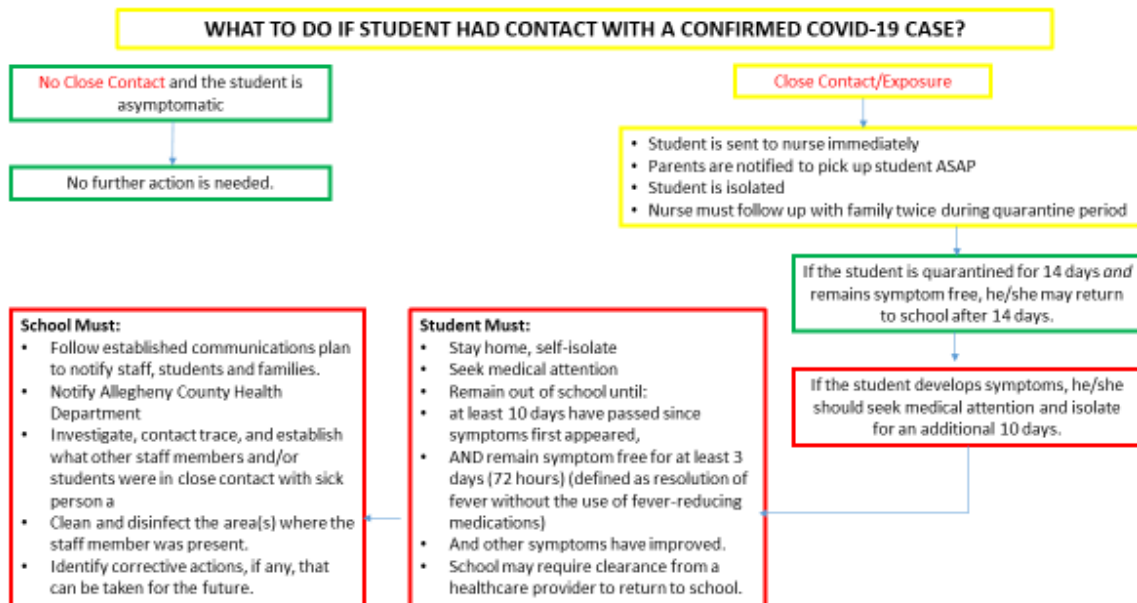 WHAT TO DO IF STUDENT HAD CONTACT WITH A CONFIRMED COVID-19 CASE?
No Close Contact and the student is
asymptomatic
No further action is needed.
Close Contact/Exposure
• Student is sent to nurse immediately
• Parents are notified to pick up student ASAP
• Student is isolated
• Nurse must follow up with family twice during quarantine period
If the student is quarantined for 14 days and
remains symptom free, he/she may return
to school after 14 days.
If the student develops symptoms, he/she
should seek medical attention and isolate
for an additional 10 days.
Student Must:
• Stay home, self-isolate
• Seek medical attention
• Remain out of school until:
• at least 10 days have passed since
symptoms first appeared,
• AND remain symptom free for at least 3
days (72 hours) (defined as resolution of
fever without the use of fever-reducing
medications)
• And other symptoms have improved.
• School may require clearance from a
healthcare provider to return to school.
School Must:
• Follow established communications plan
to notify staff, students and families.
• Notify Allegheny County Health
Department
• Investigate, contact trace, and establish
what other staff members and/or
students were in close contact with sick
person a
• Clean and disinfect the area(s) where the
staff member was present.
• Identify corrective actions, if any, that
can be taken for the future.